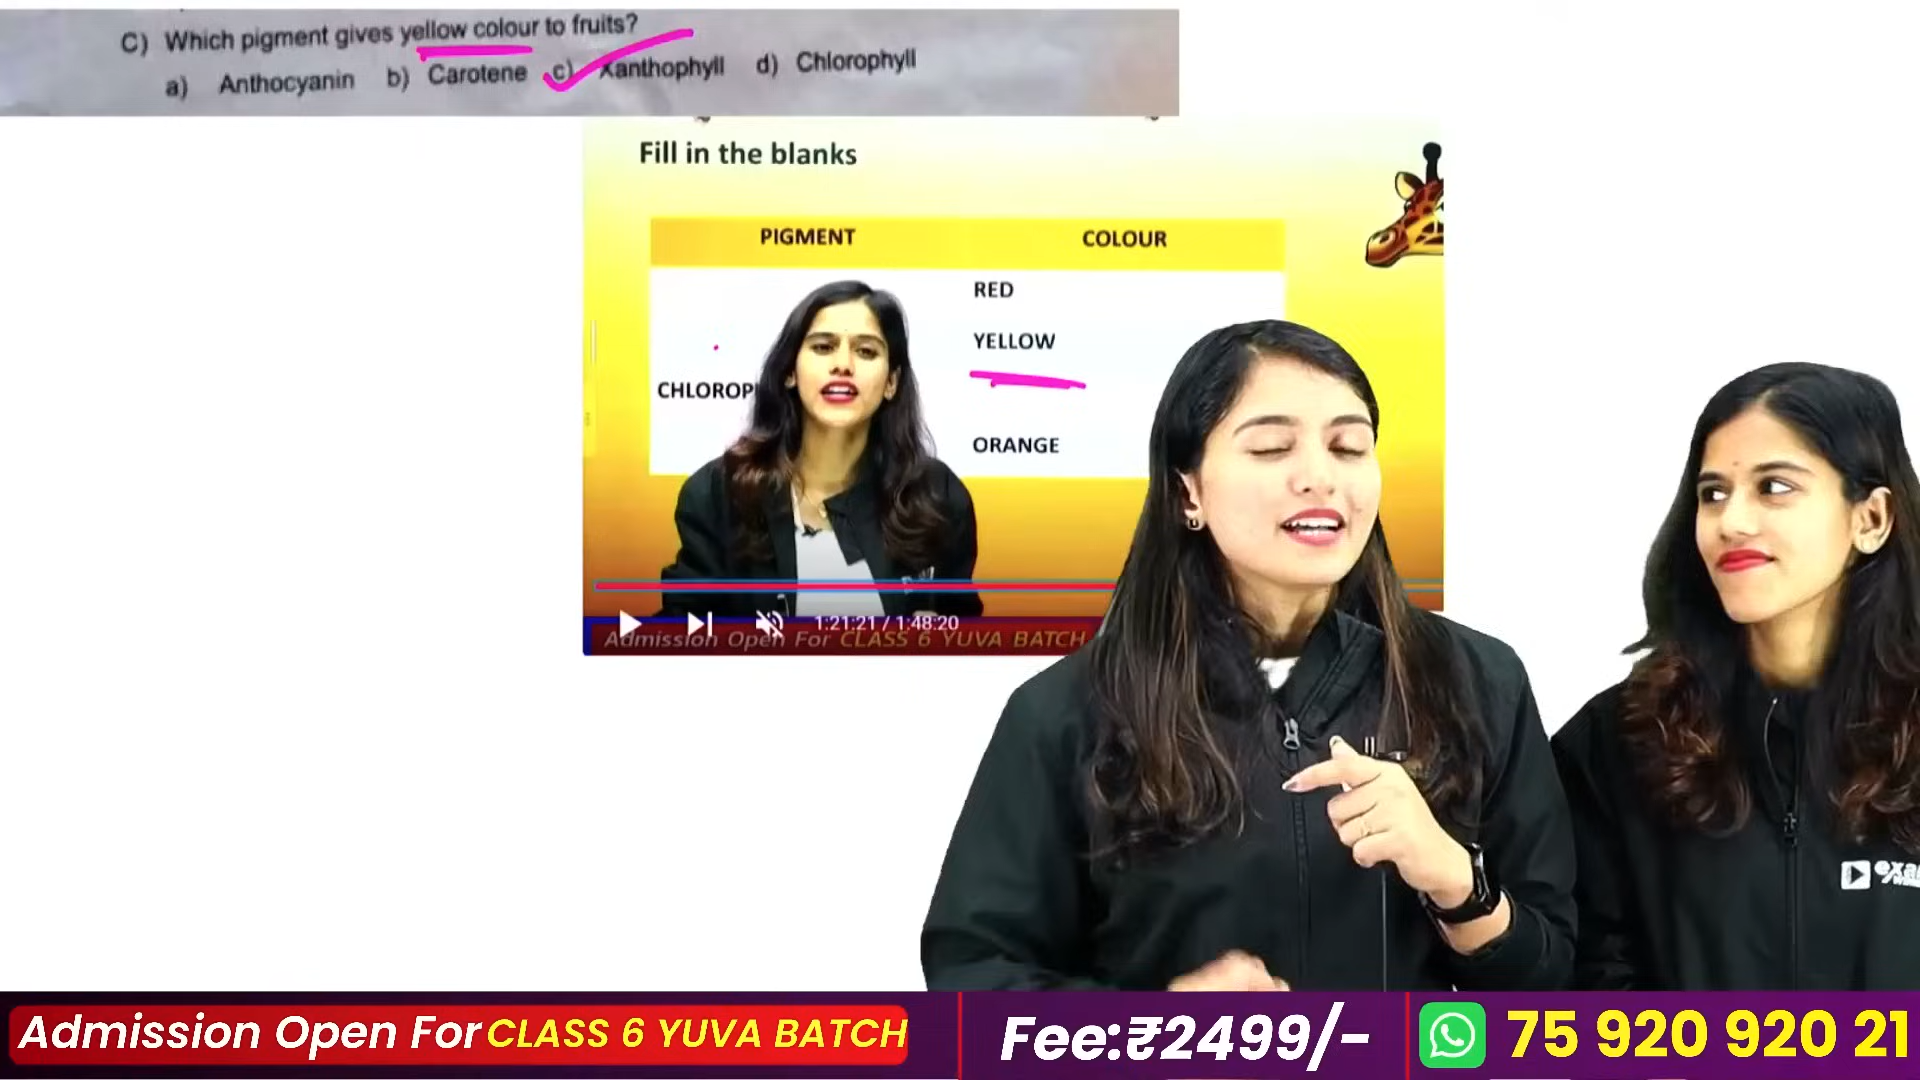 C) Which pigment gives yellow colour to fruits?
a) Anthocyanin b) Carotene c) Xanthophyll d) Chlorophyll
Fill in the blanks
PIGMENT COLOUR
RED
YELLOW
CHLOROP
ORANGE
1:21:21 / 1:48:20
Admission Open For CLASS 6 YUVA BATCH
Admission Open For CLASS 6 YUVA BATCH
Fee:₹2499/-
75 920 920 21